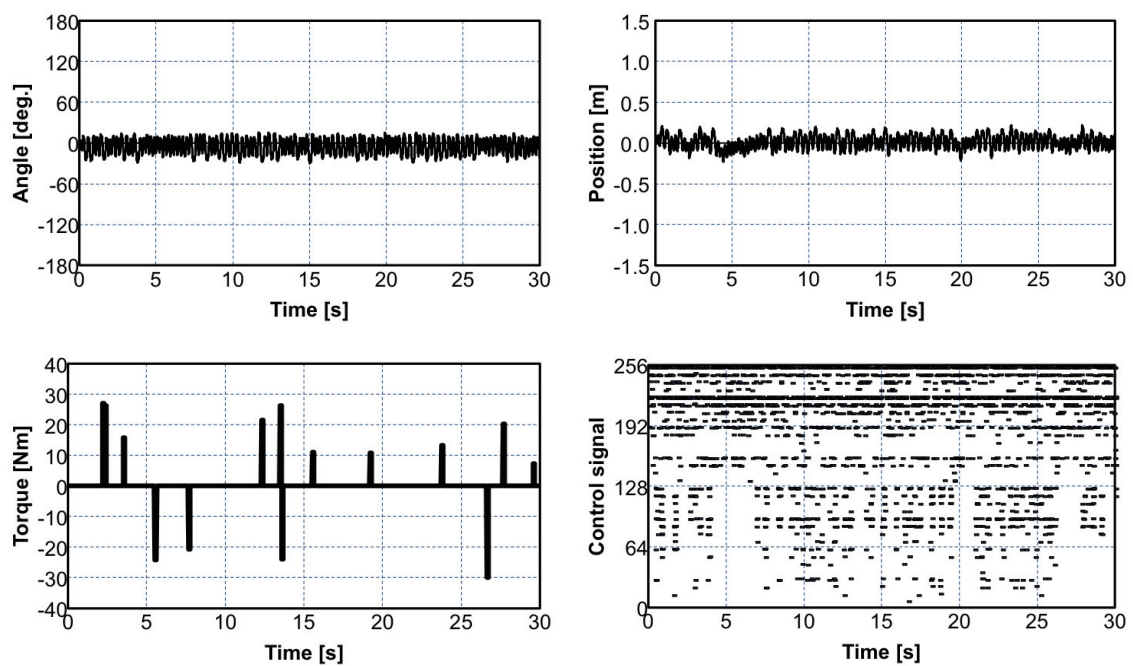 180
120
60
0
-60
-120
-180
Angle [deg.]
0 5 10 15 20 25 30
Time [s]
1.5
1.0
0.5
0.0
-0.5
-1.0
-1.5
Position [m]
0 5 10 15 20 25 30
Time [s]
40
30
20
10
0
-10
-20
-30
-40
Torque [Nm]
0 5 10 15 20 25 30
Time [s]
256
192
128
64
0
Control signal
0 5 10 15 20 25 30
Time [s]